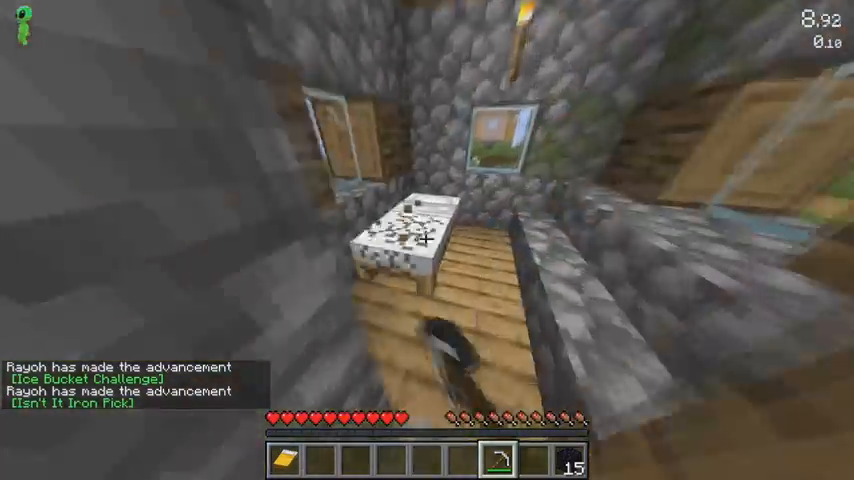 8.92
0.10
Rayoh has made the advancement
[Ice Bucket Challenge]
Rayoh has made the advancement
[Isn't It Iron Pick]
15